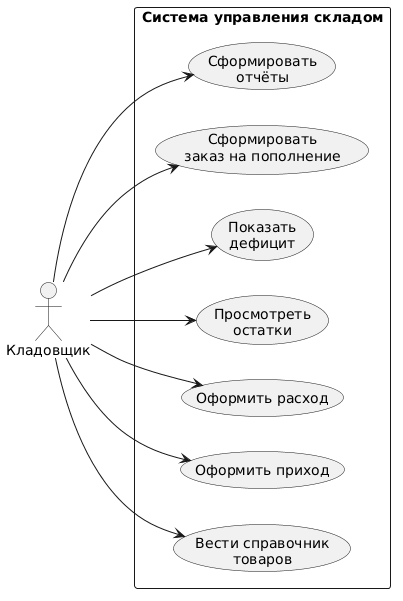 Система управления складом
Сформировать
отчёты
Сформировать
заказ на пополнение
Показать
дефицит
Просмотреть
остатки
Кладовщик
Оформить расход
Оформить приход
Вести справочник
товаров